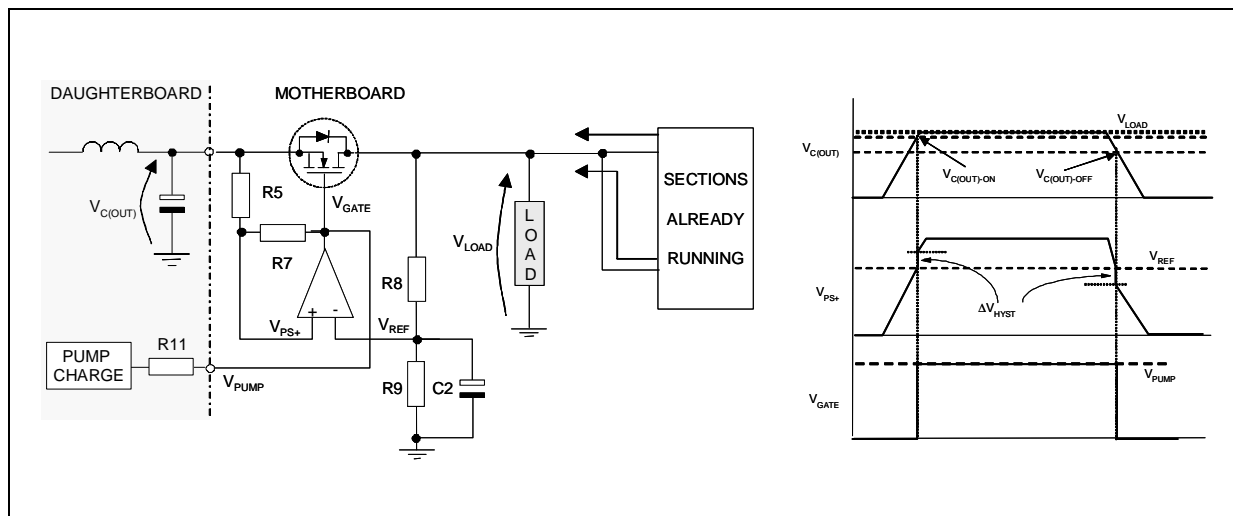 DAUGHTERBOARD
MOTHERBOARD
V_C(OUT)
R5
R7
V_GATE
R8
V_LOAD
LOAD
SECTIONS
ALREADY
RUNNING
+ -
V_PS+
V_REF
PUMP
CHARGE
R11
V_PUMP
R9
C2
V_LOAD
V_C(OUT)
V_C(OUT)-ON
V_C(OUT)-OFF
V_REF
V_PS+
ΔV_HYST
V_PUMP
V_GATE